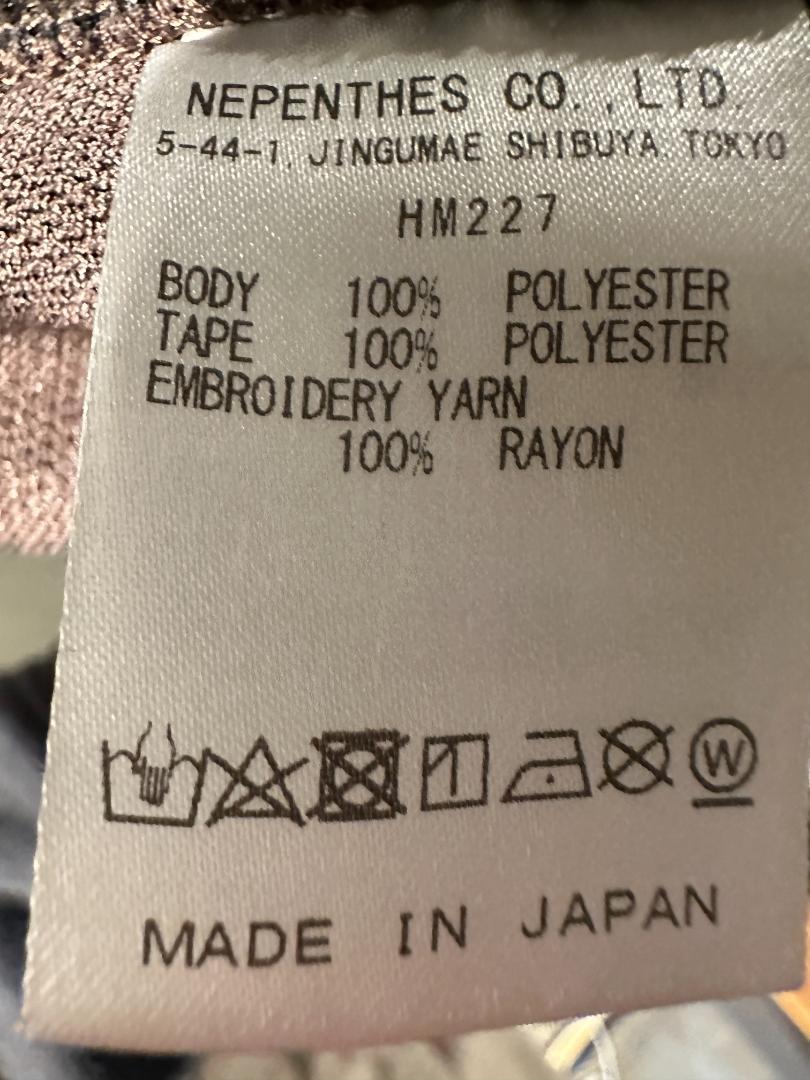 NEPENTHES CO.,LTD
5-44-1, JINGUMAE SHIBUYA TOKYO
HM227
BODY 100% POLYESTER
TAPE 100% POLYESTER
EMBROIDERY YARN
100% RAYON
W
MADE IN JAPAN